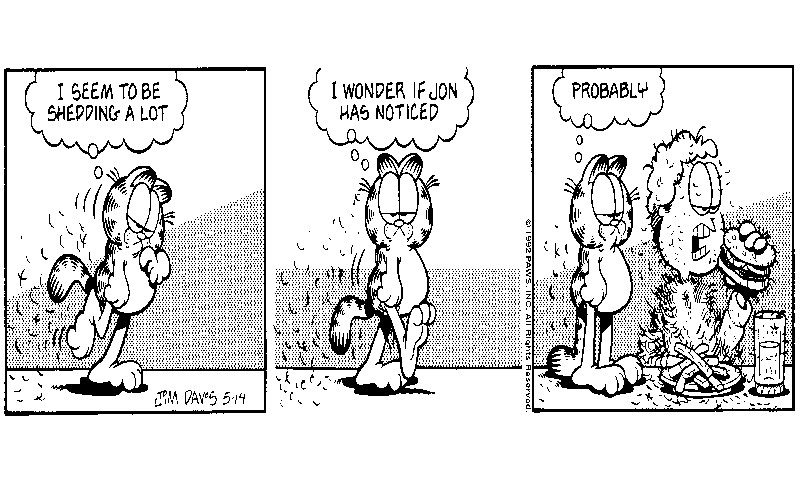 I SEEM TO BE
SHEDDING A LOT
JIM DAVIS 5-14
I WONDER IF JON
HAS NOTICED
PROBABLY
© 1992 PAWS, INC. All Rights Reserved.